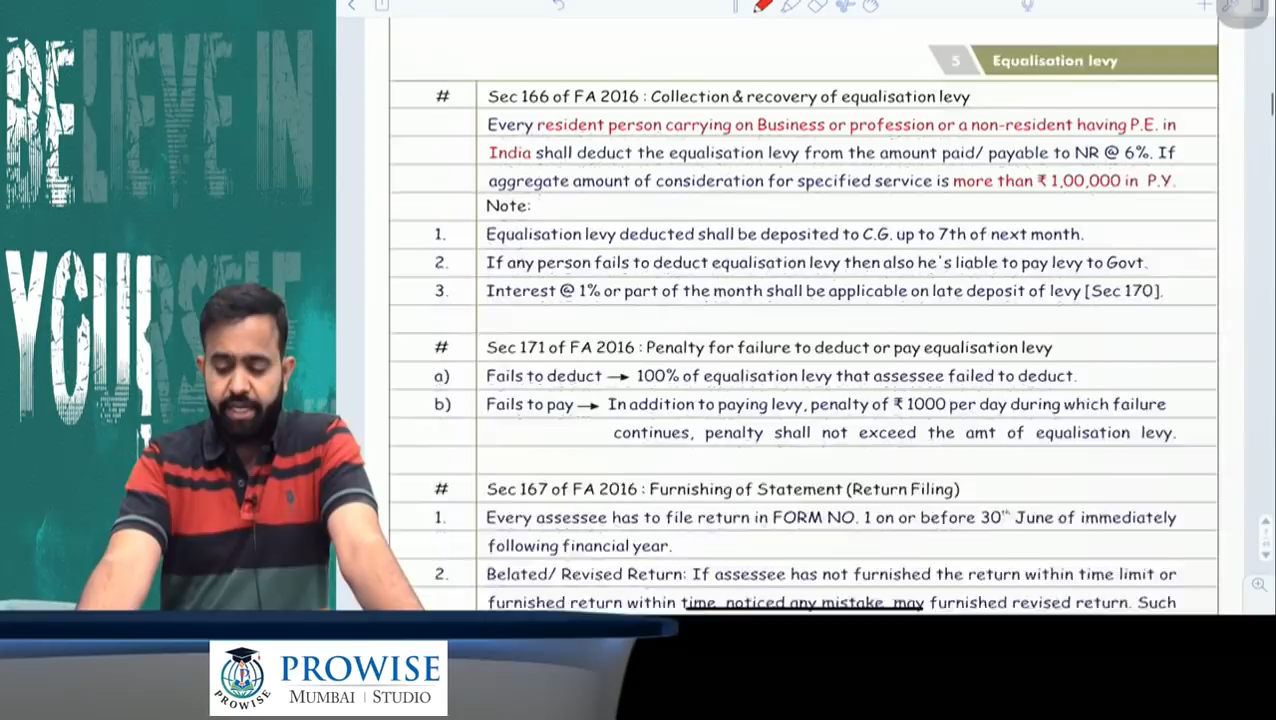 BELIEVE IN
YOURSELF
5 Equalisation levy
# Sec 166 of FA 2016 : Collection & recovery of equalisation levy
Every resident person carrying on Business or profession or a non-resident having P.E. in
India shall deduct the equalisation levy from the amount paid/ payable to NR @ 6%. If
aggregate amount of consideration for specified service is more than ₹ 1,00,000 in P.Y.
Note:
1. Equalisation levy deducted shall be deposited to C.G. up to 7th of next month.
2. If any person fails to deduct equalisation levy then also he's liable to pay levy to Govt.
3. Interest @ 1% or part of the month shall be applicable on late deposit of levy [Sec 170].
# Sec 171 of FA 2016 : Penalty for failure to deduct or pay equalisation levy
a) Fails to deduct → 100% of equalisation levy that assessee failed to deduct.
b) Fails to pay → In addition to paying levy, penalty of ₹ 1000 per day during which failure
continues, penalty shall not exceed the amt of equalisation levy.
# Sec 167 of FA 2016 : Furnishing of Statement (Return Filing)
1. Every assessee has to file return in FORM NO. 1 on or before 30th June of immediately
following financial year.
2. Belated/ Revised Return: If assessee has not furnished the return within time limit or
furnished return within time noticed any mistake may furnished revised return. Such
PROWISE
PROWISE
MUMBAI | STUDIO